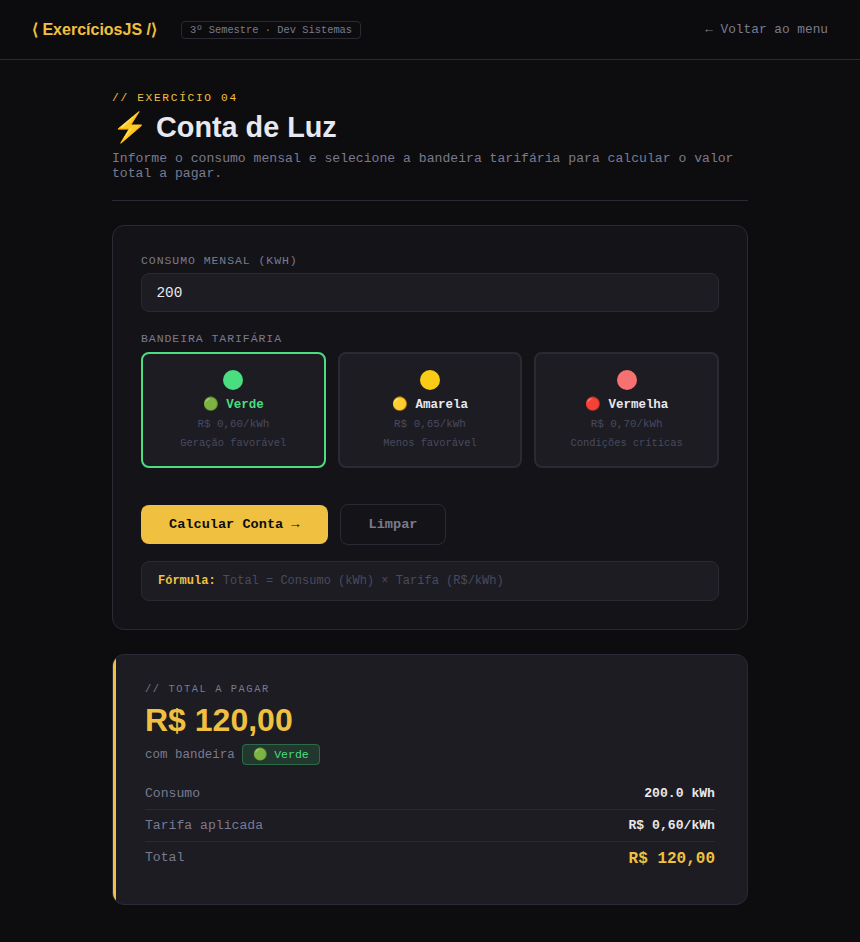 ⟨ ExercíciosJS /⟩
3º Semestre · Dev Sistemas
← Voltar ao menu
// EXERCÍCIO 04
⚡ Conta de Luz
Informe o consumo mensal e selecione a bandeira tarifária para calcular o valor
total a pagar.
CONSUMO MENSAL (KWH)
200
BANDEIRA TARIFÁRIA
🟢 Verde
R$ 0,60/kWh
Geração favorável
🟡 Amarela
R$ 0,65/kWh
Menos favorável
🔴 Vermelha
R$ 0,70/kWh
Condições críticas
Calcular Conta →
Limpar
Fórmula: Total = Consumo (kWh) × Tarifa (R$/kWh)
// TOTAL A PAGAR
R$ 120,00
com bandeira 🟢 Verde
Consumo 200.0 kWh
Tarifa aplicada R$ 0,60/kWh
Total R$ 120,00